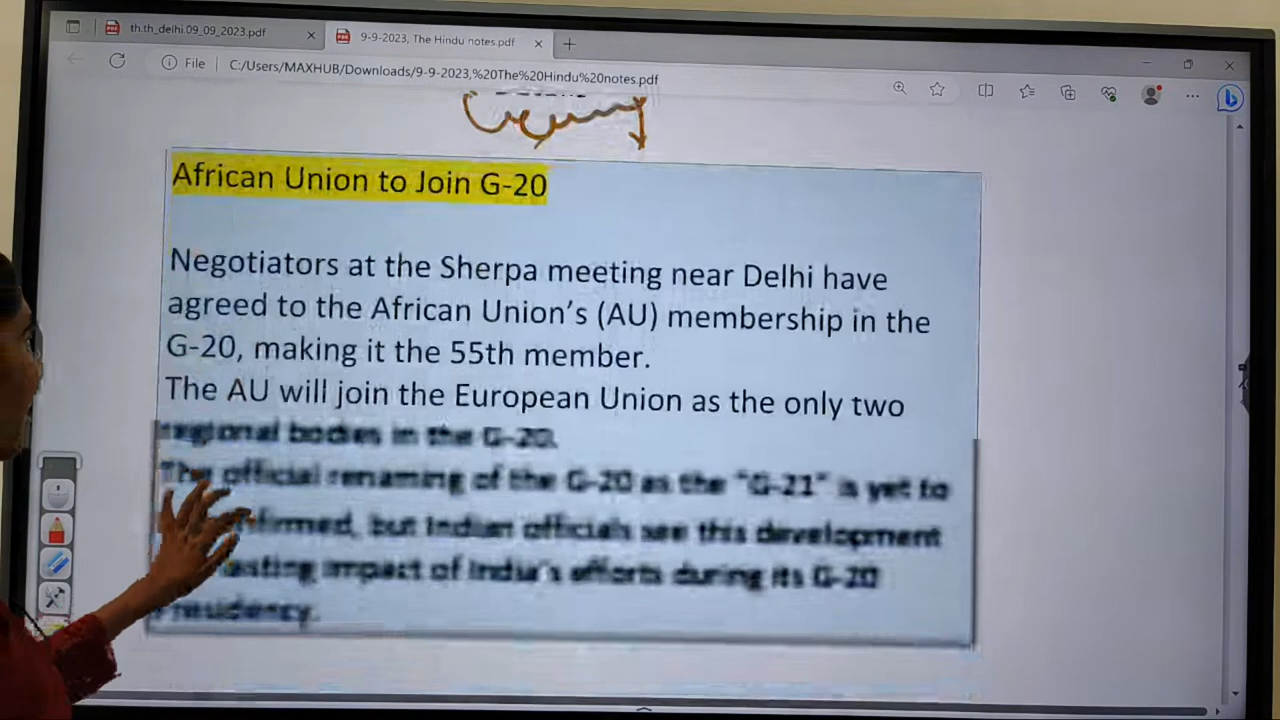 th.th_delhi.09_09_2023.pdf
9-9-2023, The Hindu notes.pdf
File
C:/Users/MAXHUB/Downloads/9-9-2023,%20The%20Hindu%20notes.pdf
African Union to Join G-20
Negotiators at the Sherpa meeting near Delhi have
agreed to the African Union's (AU) membership in the
G-20, making it the 55th member.
The AU will join the European Union as the only two
regional bodies in the G-20.
The official renaming of the G-20 as the "G-21" is yet to
but Indian officials see this development
impact of India's efforts during its G-20
Presidency.